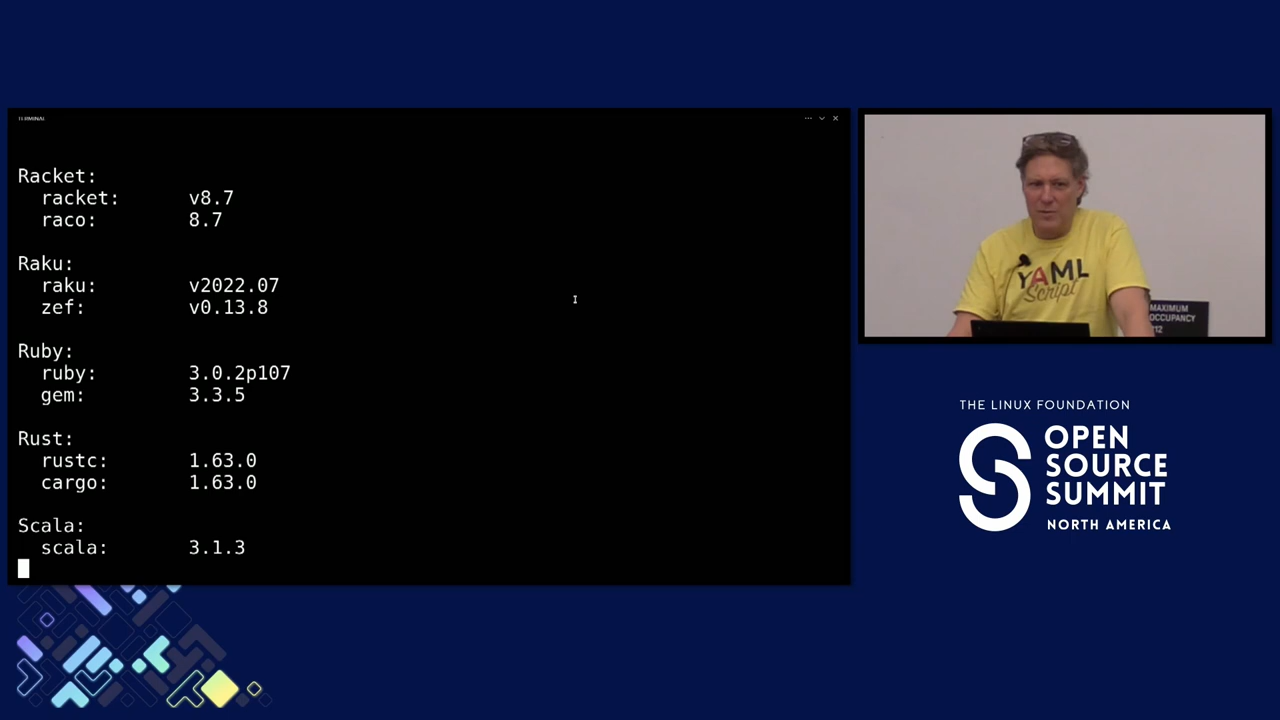 TERMINAL
Racket:
racket: v8.7
raco: 8.7
Raku:
raku: v2022.07
zef: v0.13.8
Ruby:
ruby: 3.0.2p107
gem: 3.3.5
Rust:
rustc: 1.63.0
cargo: 1.63.0
Scala:
scala: 3.1.3
YAML
Script
MAXIMUM
OCCUPANCY
THE LINUX FOUNDATION
OPEN
SOURCE
SUMMIT
NORTH AMERICA